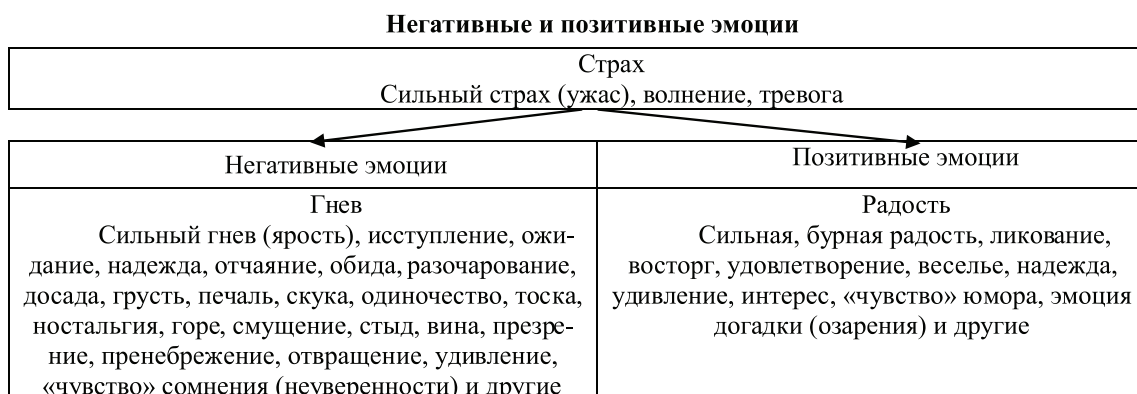 Негативные и позитивные эмоции
Страх
Сильный страх (ужас), волнение, тревога
Негативные эмоции
Позитивные эмоции
Гнев
Сильный гнев (ярость), исступление, ожи-
дание, надежда, отчаяние, обида, разочарование,
досада, грусть, печаль, скука, одиночество, тоска,
ностальгия, горе, смущение, стыд, вина, презре-
ние, пренебрежение, отвращение, удивление,
«чувство» сомнения (неуверенности) и другие
Радость
Сильная, бурная радость, ликование,
восторг, удовлетворение, веселье, надежда,
удивление, интерес, «чувство» юмора, эмоция
догадки (озарения) и другие